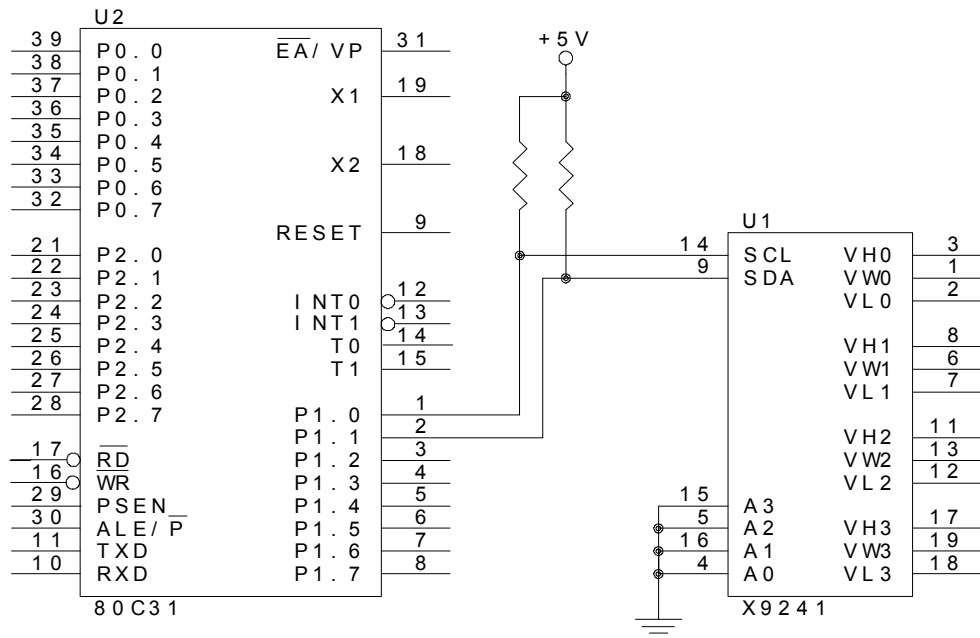 U2
39 P0.0
38 P0.1
37 P0.2
36 P0.3
35 P0.4
34 P0.5
33 P0.6
32 P0.7
21 P2.0
22 P2.1
23 P2.2
24 P2.3
25 P2.4
26 P2.5
27 P2.6
28 P2.7
17 RD
16 WR
29 PSEN
30 ALE/P
11 TXD
10 RXD
EA/VP 31
X1 19
X2 18
RESET 9
INT0 12
INT1 13
T0 14
T1 15
P1.0 1
P1.1 2
P1.2 3
P1.3 4
P1.4 5
P1.5 6
P1.6 7
P1.7 8
80C31
+5V
U1
14 SCL
9 SDA
15 A3
5 A2
16 A1
4 A0
VH0 3
VW0 1
VL0 2
VH1 8
VW1 6
VL1 7
VH2 11
VW2 13
VL2 12
VH3 17
VW3 19
VL3 18
X9241